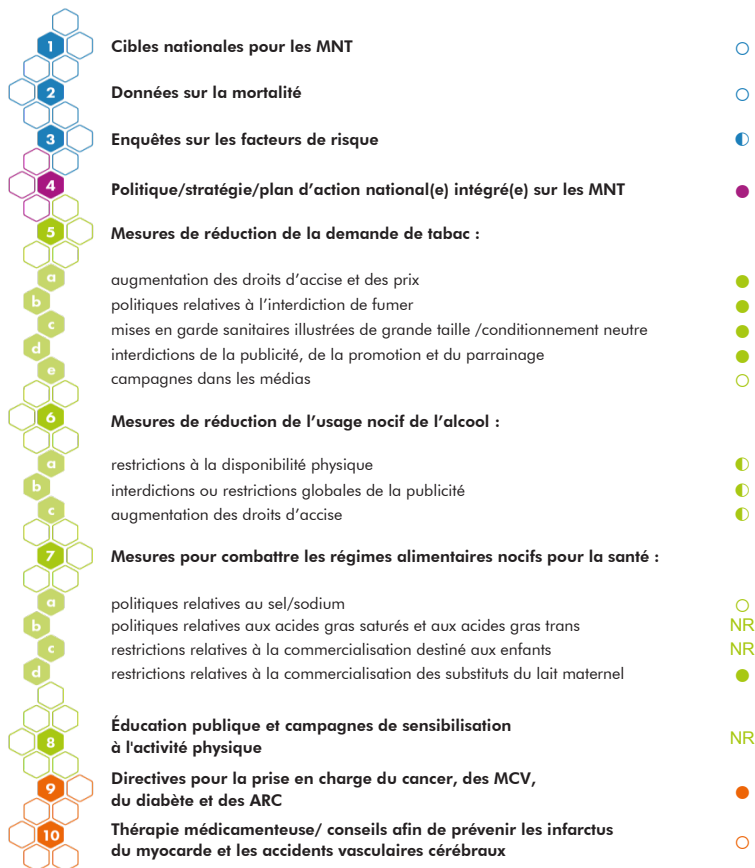 1 Cibles nationales pour les MNT
2 Données sur la mortalité
3 Enquêtes sur les facteurs de risque
4 Politique/stratégie/plan d'action national(e) intégré(e) sur les MNT
5 Mesures de réduction de la demande de tabac :
a augmentation des droits d'accise et des prix
b politiques relatives à l'interdiction de fumer
c mises en garde sanitaires illustrées de grande taille /conditionnement neutre
d interdictions de la publicité, de la promotion et du parrainage
e campagnes dans les médias
6 Mesures de réduction de l'usage nocif de l'alcool :
a restrictions à la disponibilité physique
b interdictions ou restrictions globales de la publicité
c augmentation des droits d'accise
7 Mesures pour combattre les régimes alimentaires nocifs pour la santé :
a politiques relatives au sel/sodium
b politiques relatives aux acides gras saturés et aux acides gras trans NR
c restrictions relatives à la commercialisation destiné aux enfants NR
d restrictions relatives à la commercialisation des substituts du lait maternel
Éducation publique et campagnes de sensibilisation
8 à l'activité physique NR
9 Directives pour la prise en charge du cancer, des MCV,
du diabète et des ARC
10 Thérapie médicamenteuse/ conseils afin de prévenir les infarctus
du myocarde et les accidents vasculaires cérébraux